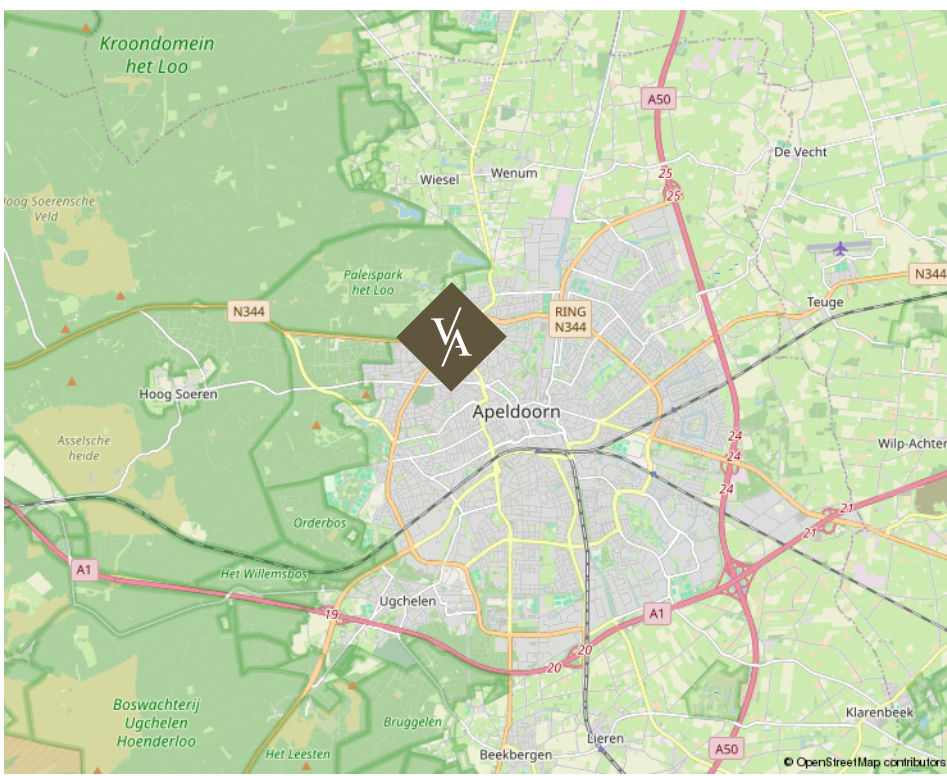 Kroondomein
het Loo
A50
De Vecht
Wiesel
Wenum
25
25
Hoog Soerensche
Veld
Paleispark
het Loo
N344
Teuge
N344
RING
N344
V/A
Hoog Soeren
Apeldoorn
Asselsche
heide
24
24
24
Wilp-Achter
21
21
Orderbos
A1
Het Willemsbos
19
Ugchelen
A1
20
20
Boswachterij
Ugchelen
Hoenderloo
Bruggelen
Klarenbeek
Het Leesten
Beekbergen
Lieren
A50
© OpenStreetMap contributors